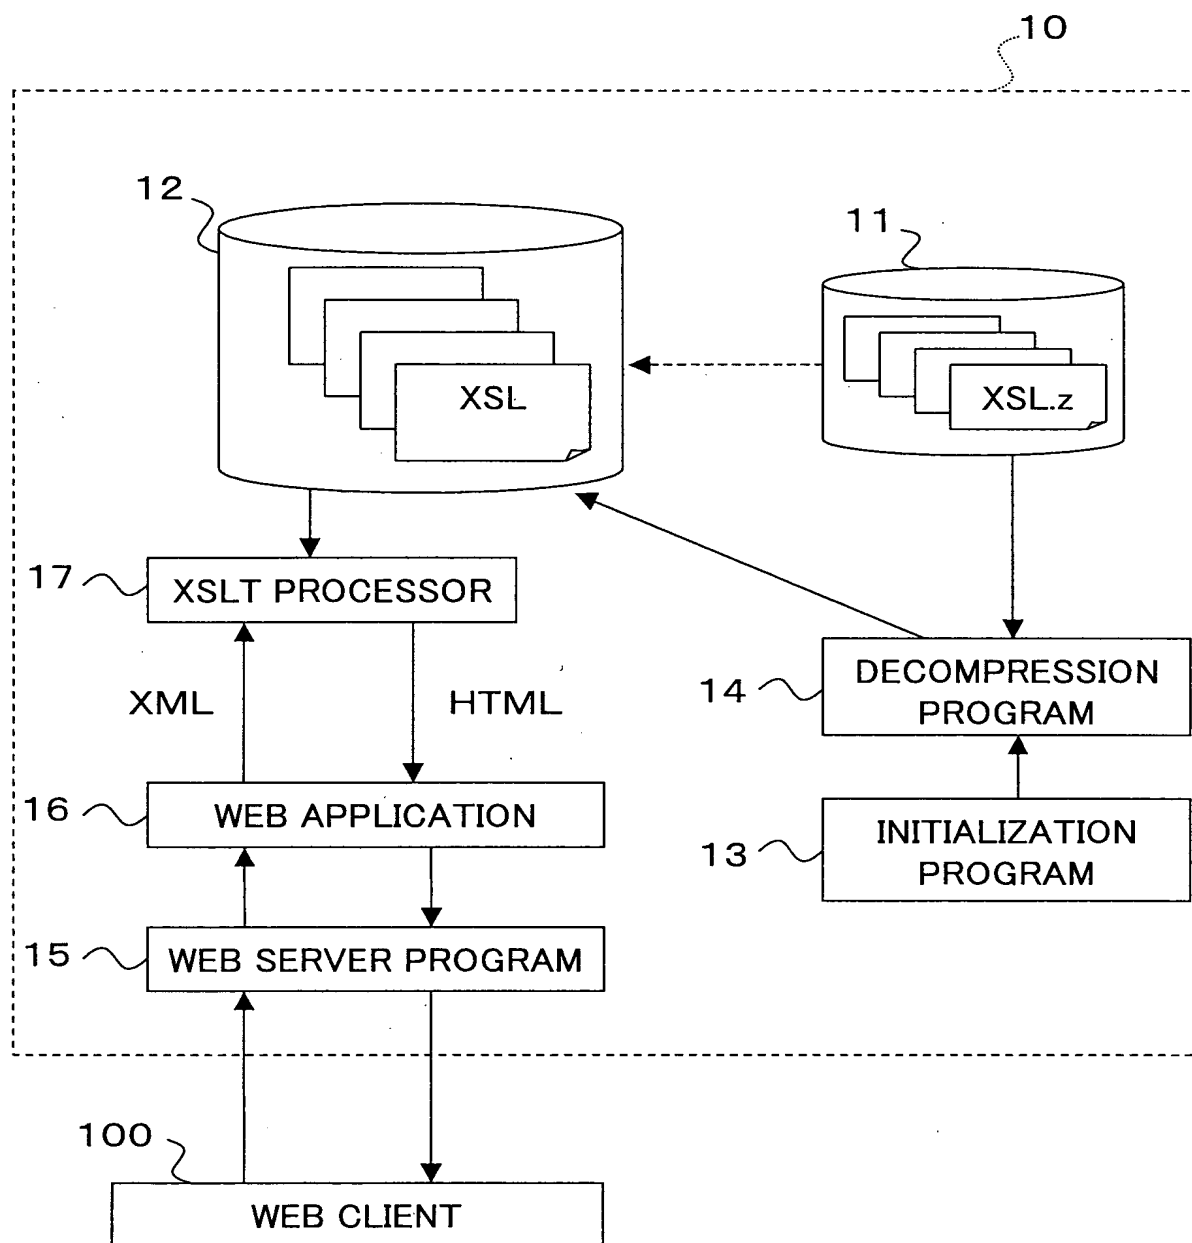 10
12
11
XSL
XSL.z
17
XSLT PROCESSOR
14
DECOMPRESSION
PROGRAM
XML
HTML
16
WEB APPLICATION
13
INITIALIZATION
PROGRAM
15
WEB SERVER PROGRAM
100
WEB CLIENT